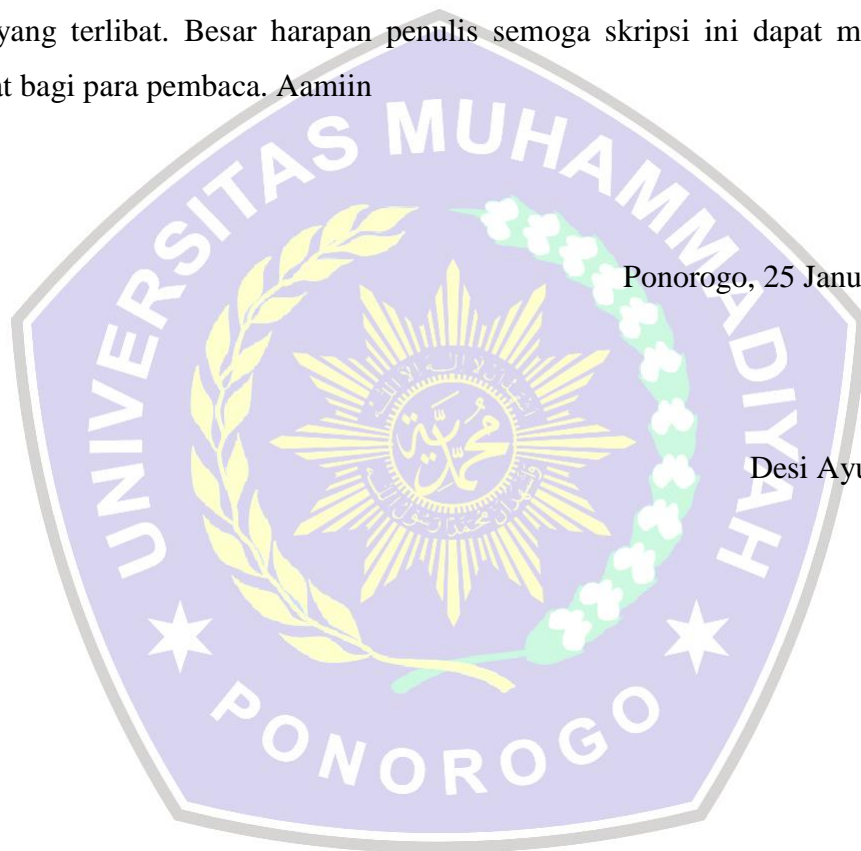 yang terlibat. Besar harapan penulis semoga skripsi ini dapat m
at bagi para pembaca. Aamiin
UNIVERSITAS MUHAMMADIYAH
Ponorogo, 25 Janu
محمدية
Desi Ayu
PONOROGO